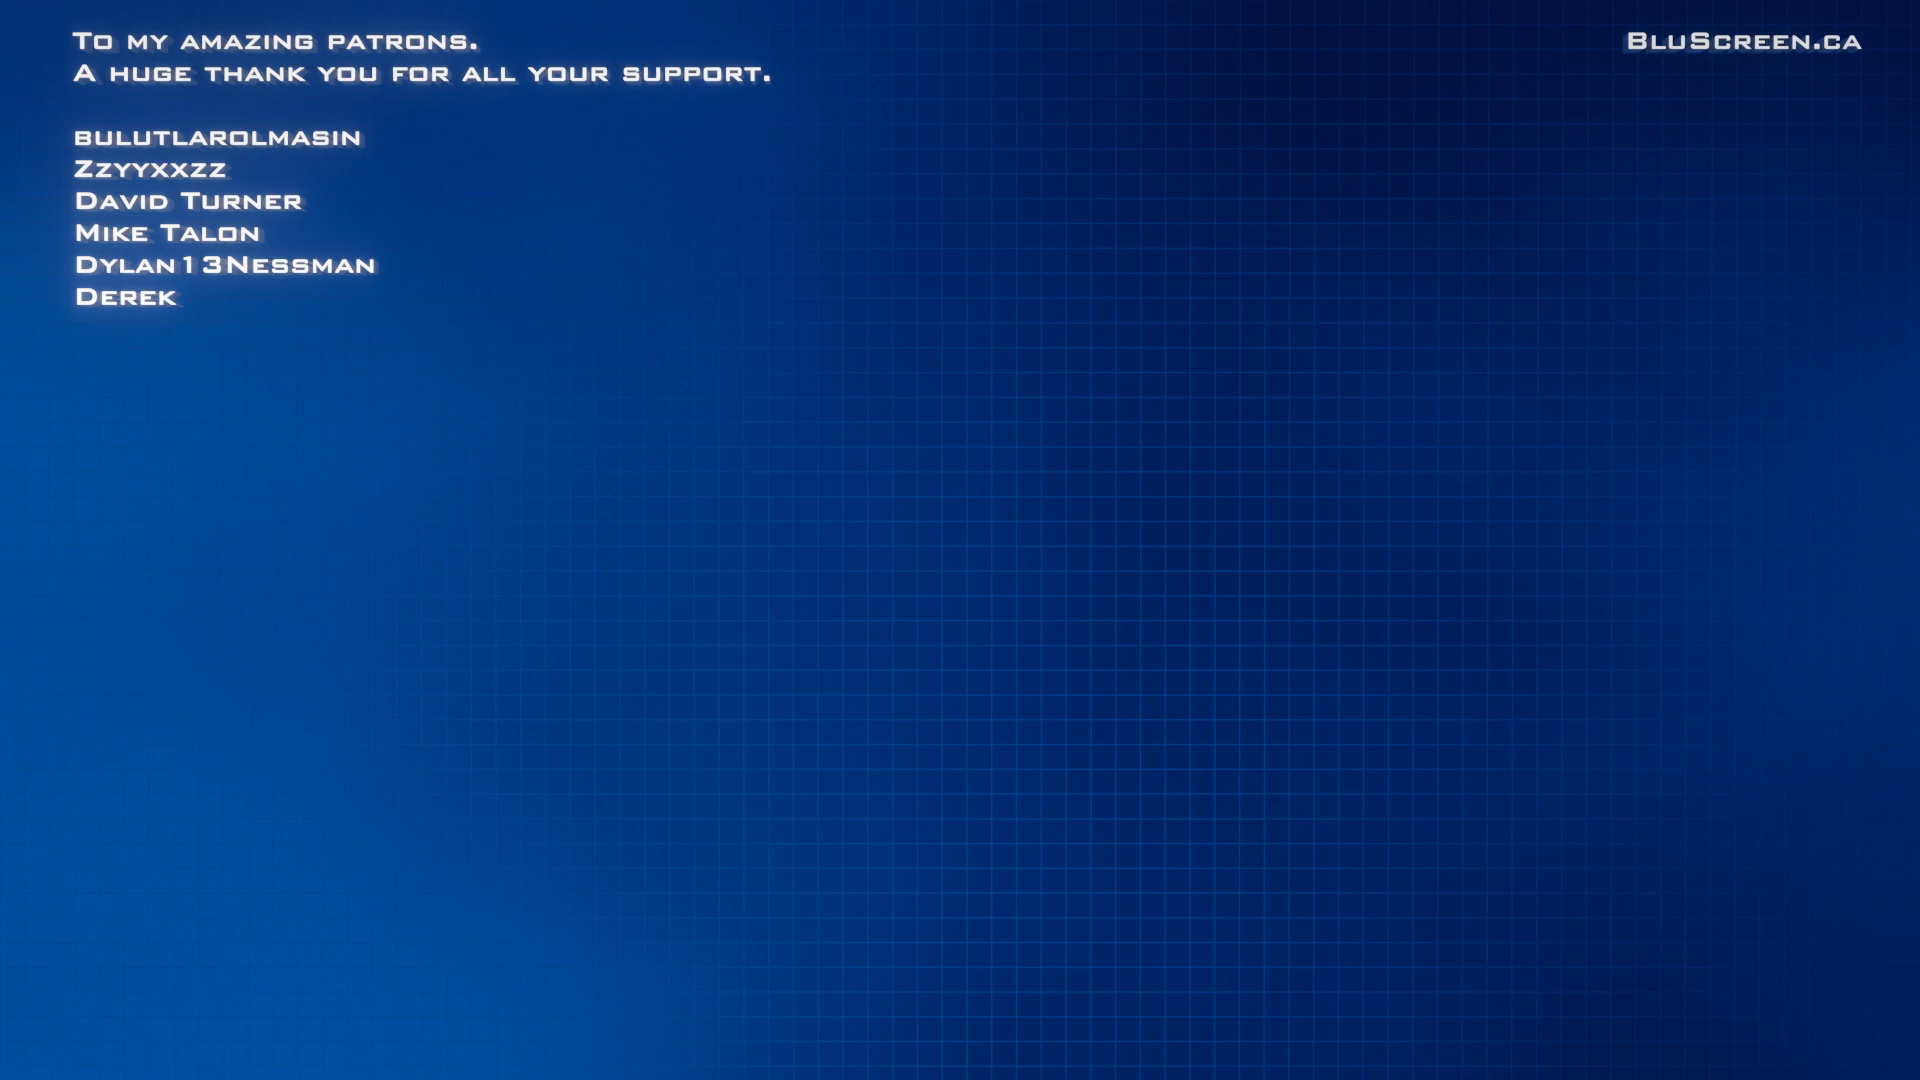 To my amazing patrons.
A huge thank you for all your support.
bulutlarolmasin
Zzyyxxzz
David Turner
Mike Talon
Dylan13Nessman
Derek
BluScreen.ca